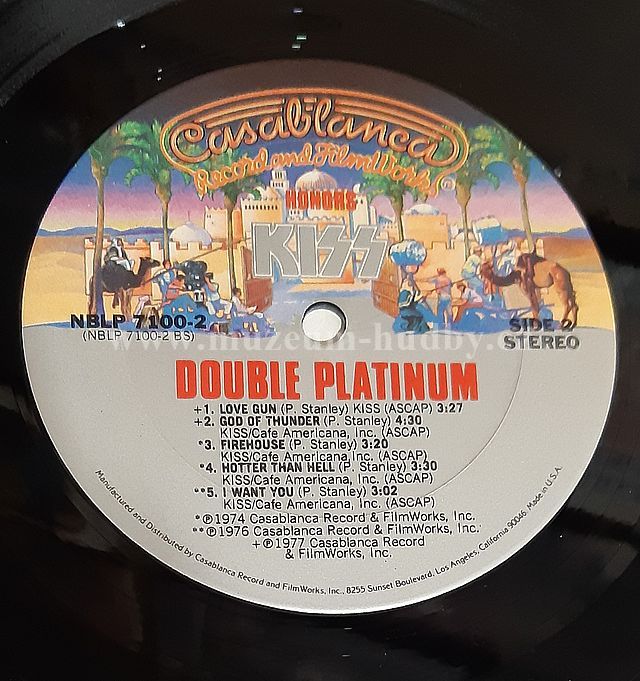 Casablanca
Record and FilmWorks
HONORS
KISS
NBLP 7100-2
(NBLP 7100-2 BS)
SIDE 2
STEREO
www.muzeum-hudby.cz
DOUBLE PLATINUM
+1. LOVE GUN (P. Stanley) KISS (ASCAP) 3:27
+2. GOD OF THUNDER (P. Stanley) 4:30
KISS/Cafe Americana, Inc. (ASCAP)
*3. FIREHOUSE (P. Stanley) 3:20
KISS/Cafe Americana,Inc. (ASCAP)
*4. HOTTER THAN HELL (P. Stanley) 3:30
KISS/Cafe Americana, Inc. (ASCAP)
**5. I WANT YOU (P. Stanley) 3:02
KISS/Cafe Americana, Inc. (ASCAP)
*℗1974 Casablanca Record & FilmWorks, Inc.
**℗1976 Casablanca Record & FilmWorks, Inc.
+℗1977 Casablanca Record
& FilmWorks, Inc.
Manufactured and Distributed by Casablanca Record and FilmWorks, Inc., 8255 Sunset Boulevard, Los Angeles, California 90046. Made in U.S.A.